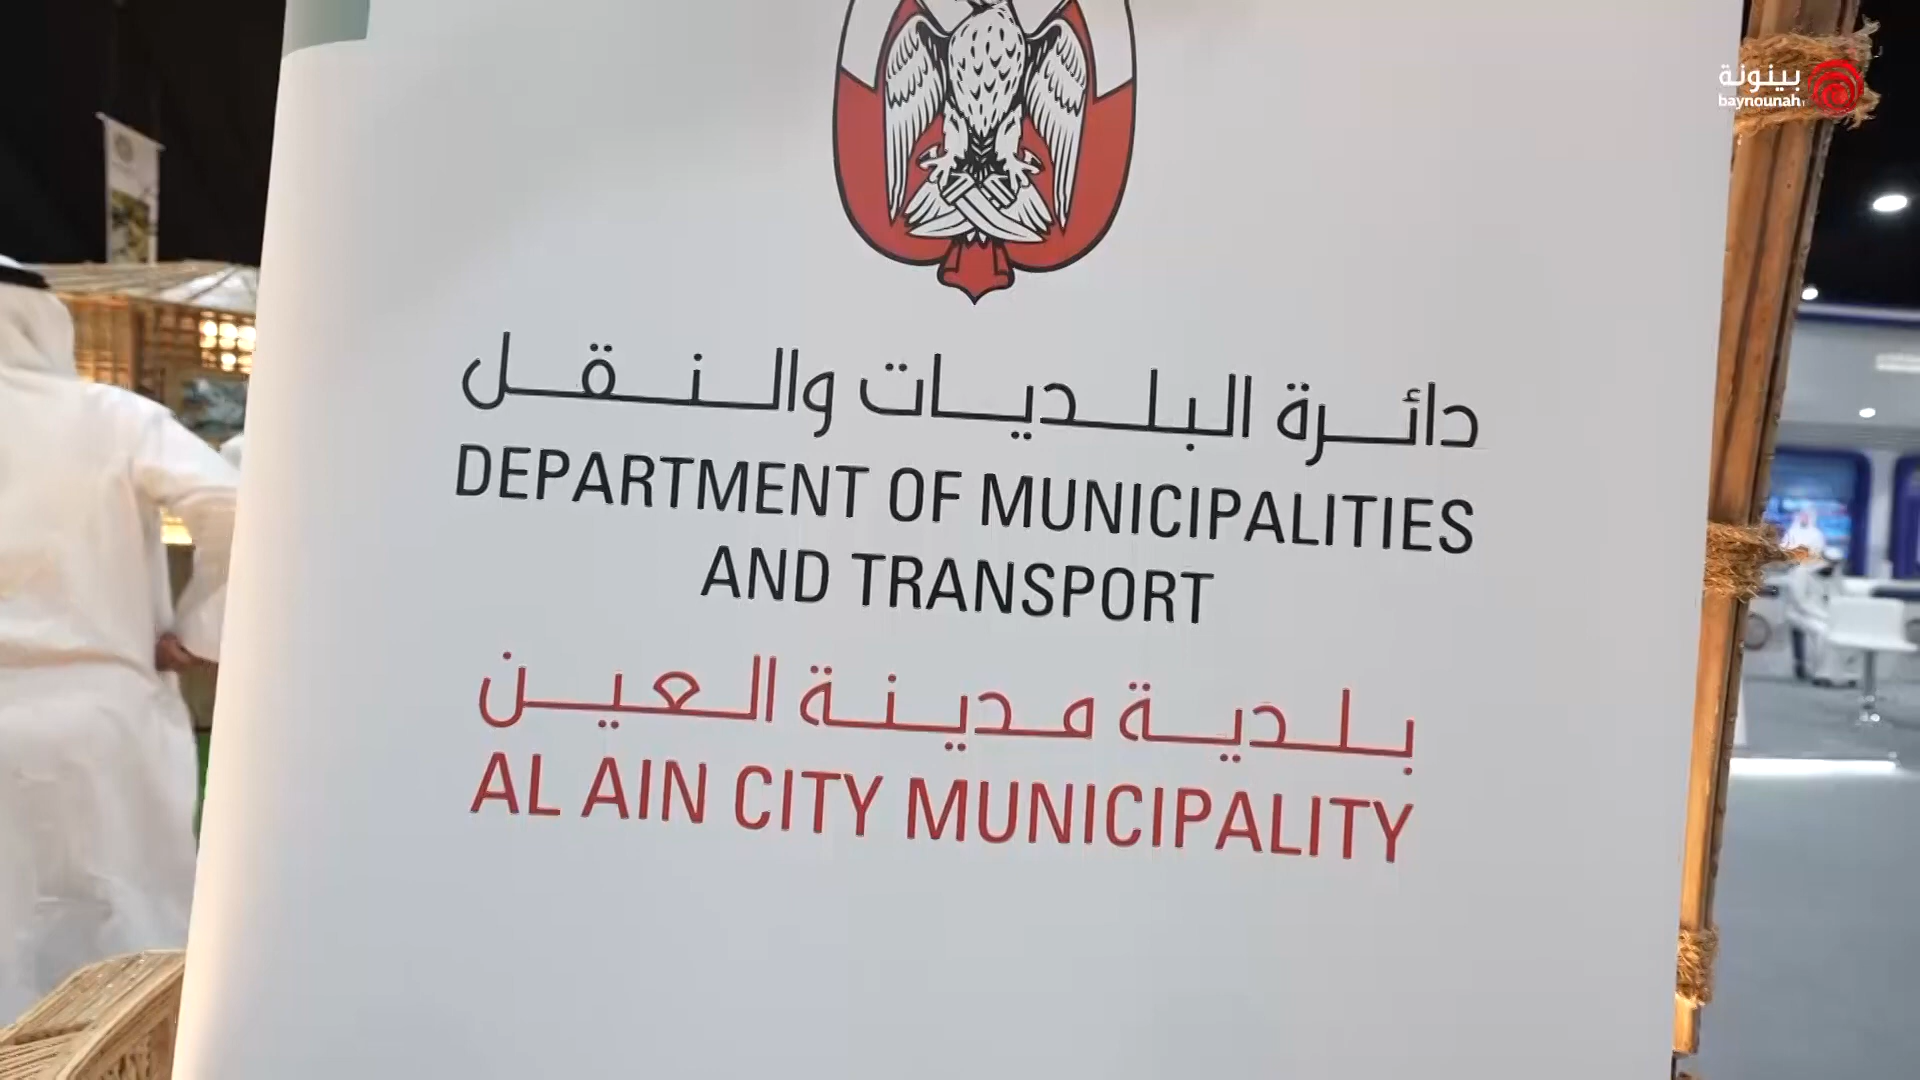 بينونة
baynounah
دائرة البلديات والنقل
DEPARTMENT OF MUNICIPALITIES
AND TRANSPORT
بلدية مدينة العين
AL AIN CITY MUNICIPALITY